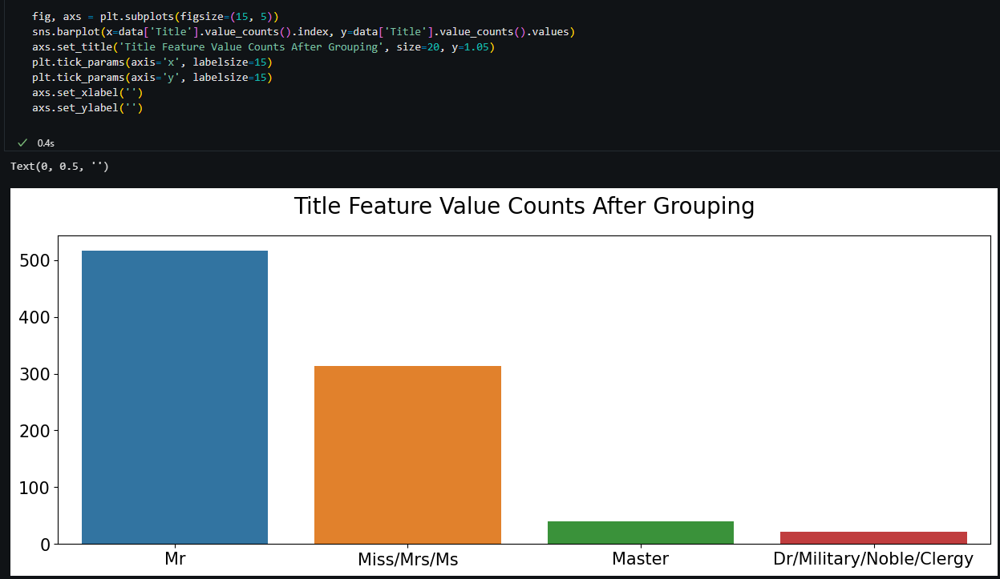 fig, axs = plt.subplots(figsize=(15, 5))
sns.barplot(x=data['Title'].value_counts().index, y=data['Title'].value_counts().values)
axs.set_title('Title Feature Value Counts After Grouping', size=20, y=1.05)
plt.tick_params(axis='x', labelsize=15)
plt.tick_params(axis='y', labelsize=15)
axs.set_xlabel('')
axs.set_ylabel('')
0.4s
Text(0, 0.5, '')
Title Feature Value Counts After Grouping
500
400
300
200
100
0
Mr Miss/Mrs/Ms Master Dr/Military/Noble/Clergy